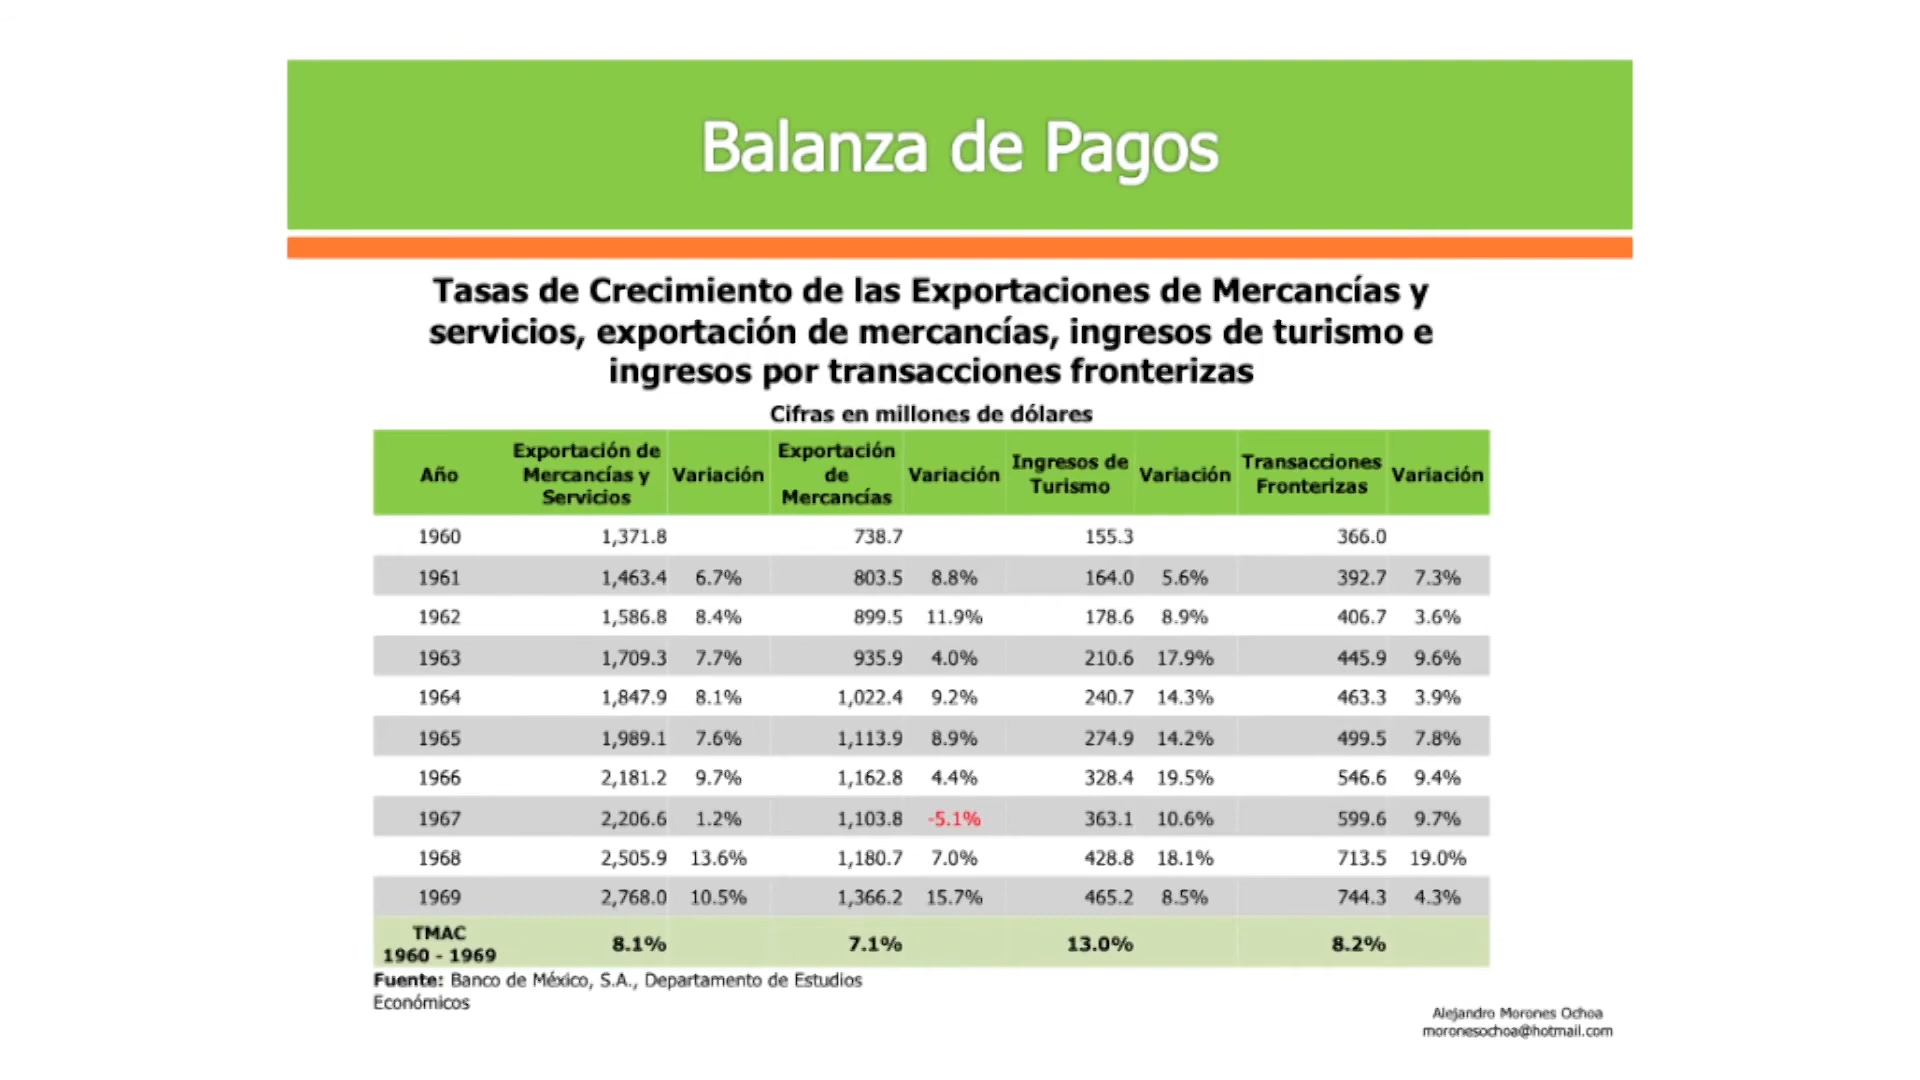 Balanza de Pagos
Tasas de Crecimiento de las Exportaciones de Mercancías y
servicios, exportación de mercancías, ingresos de turismo e
ingresos por transacciones fronterizas
Cifras en millones de dólares
Año Exportación de Mercancías y Servicios Variación Exportación de Mercancías Variación Ingresos de Turismo Variación Transacciones Fronterizas Variación
1960 1,371.8 738.7 155.3 366.0
1961 1,463.4 6.7% 803.5 8.8% 164.0 5.6% 392.7 7.3%
1962 1,586.8 8.4% 899.5 11.9% 178.6 8.9% 406.7 3.6%
1963 1,709.3 7.7% 935.9 4.0% 210.6 17.9% 445.9 9.6%
1964 1,847.9 8.1% 1,022.4 9.2% 240.7 14.3% 463.3 3.9%
1965 1,989.1 7.6% 1,113.9 8.9% 274.9 14.2% 499.5 7.8%
1966 2,181.2 9.7% 1,162.8 4.4% 328.4 19.5% 546.6 9.4%
1967 2,206.6 1.2% 1,103.8 -5.1% 363.1 10.6% 599.6 9.7%
1968 2,505.9 13.6% 1,180.7 7.0% 428.8 18.1% 713.5 19.0%
1969 2,768.0 10.5% 1,366.2 15.7% 465.2 8.5% 744.3 4.3%
TMAC 1960 - 1969 8.1% 7.1% 13.0% 8.2%
Fuente: Banco de México, S.A., Departamento de Estudios
Económicos
Alejandro Morones Ochoa
moronesochoa@hotmail.com